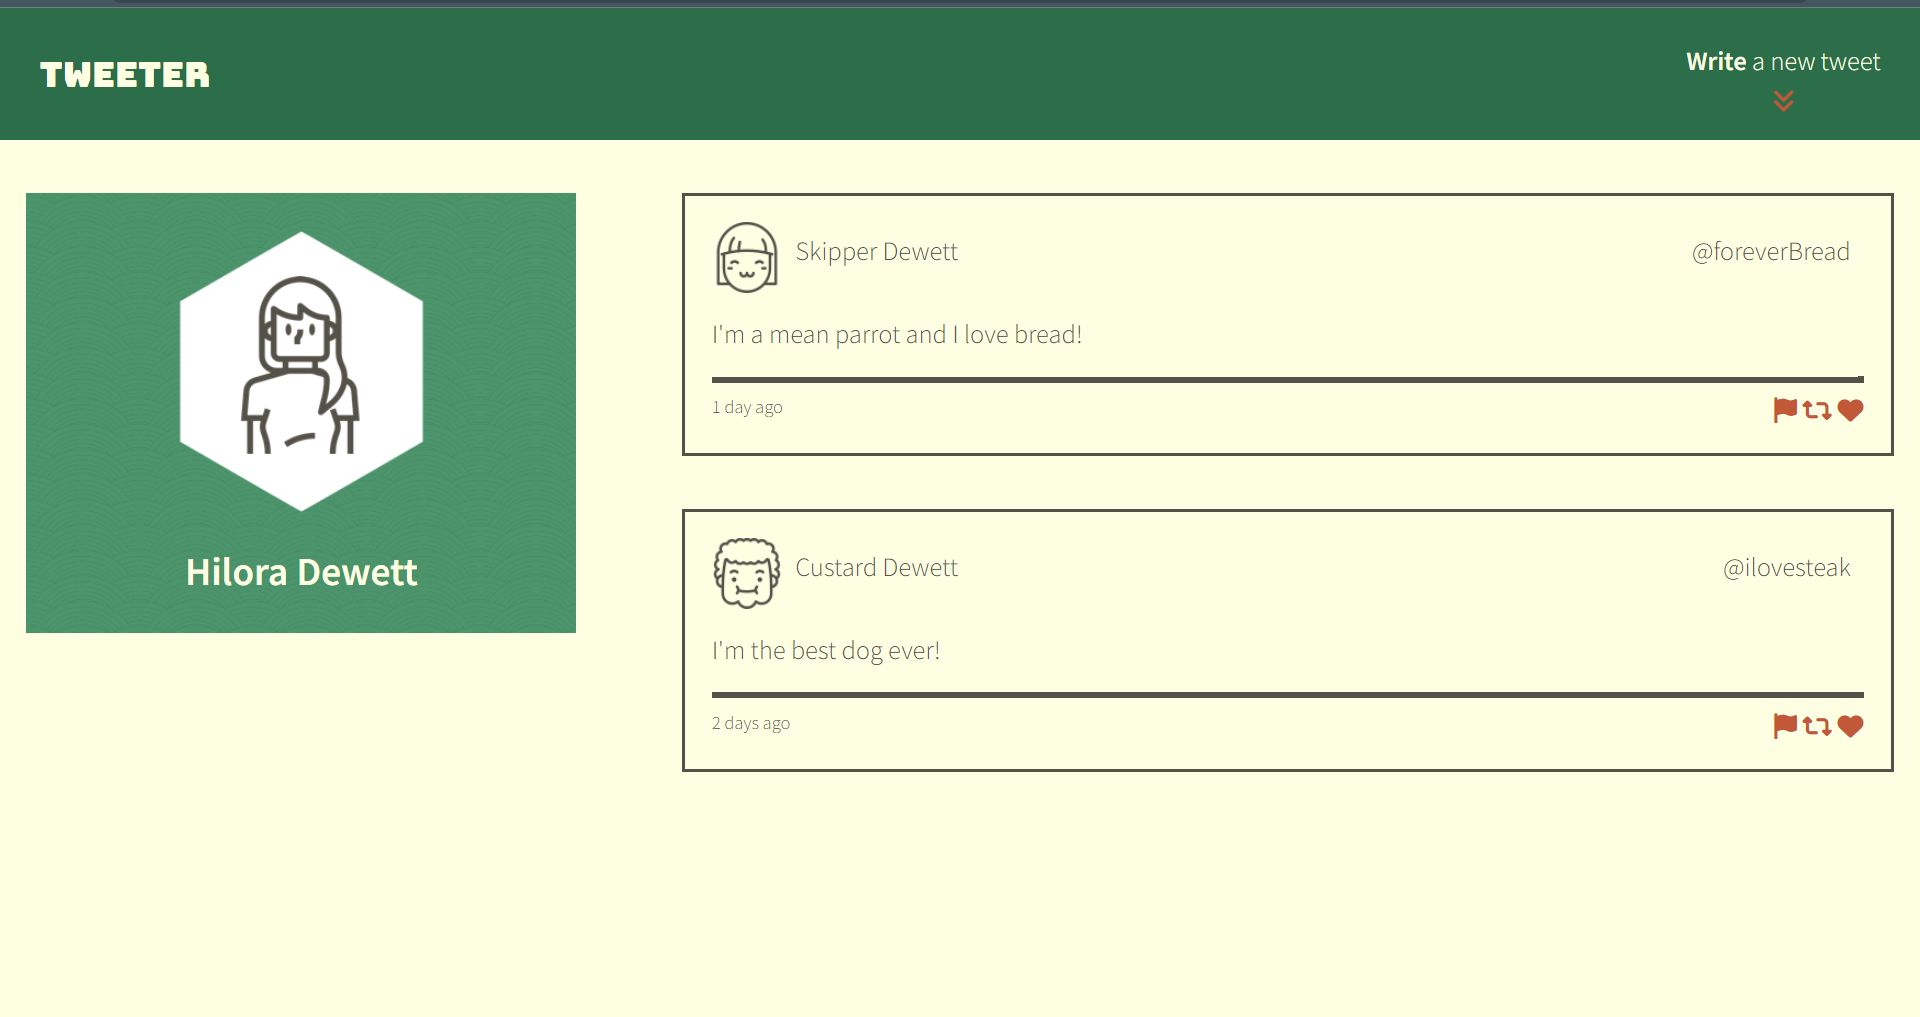 TWEETER
Write a new tweet
Hilora Dewett
Skipper Dewett
@foreverBread
I'm a mean parrot and I love bread!
1 day ago
Custard Dewett
@ilovesteak
I'm the best dog ever!
2 days ago